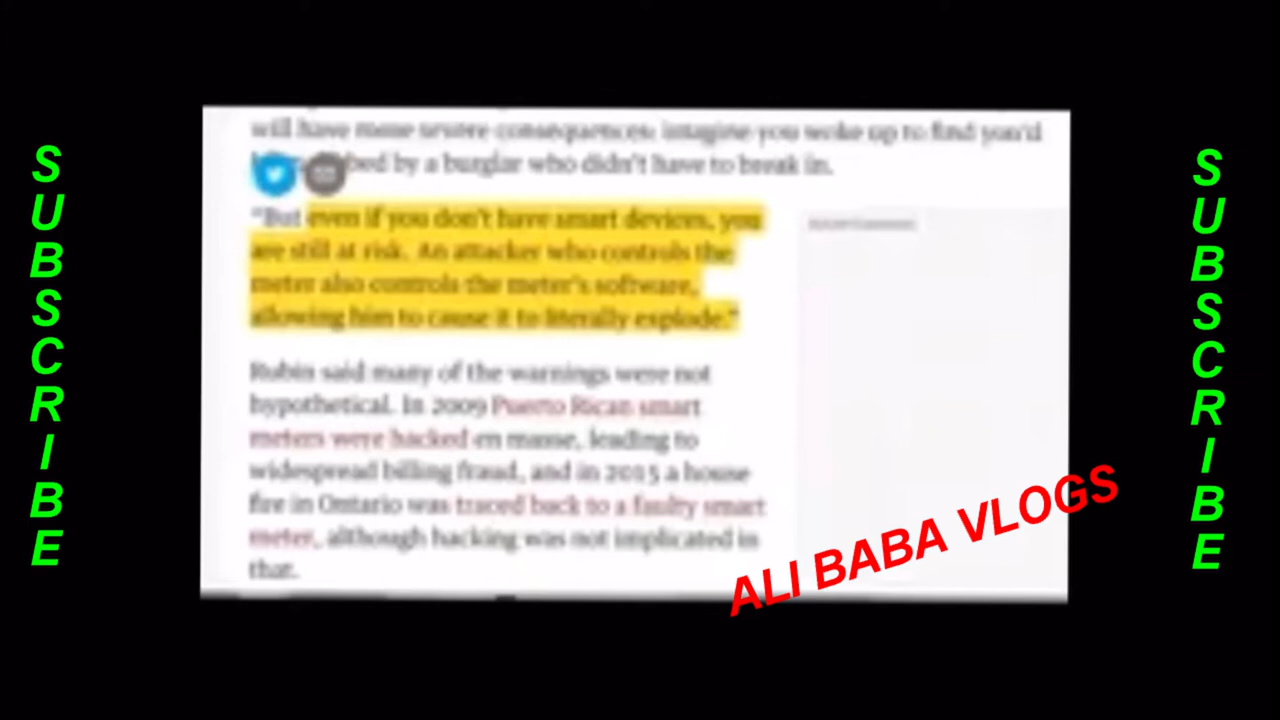 SUBSCRIBE
will have more severe consequences: imagine you woke up to find you'd
by a burglar who didn't have to break in.
"But even if you don't have smart devices, you
are still at risk. An attacker who controls the
meter also controls the meter's software,
allowing him to cause it to literally explode."
Rubin said many of the warnings were not
hypothetical. In 2009 Puerto Rican smart
meters were hacked en masse, leading to
widespread billing fraud, and in 2015 a house
fire in Ontario was traced back to a faulty smart
meter, although hacking was not implicated in
that.
Advertisement
ALI BABA VLOGS
SUBSCRIBE